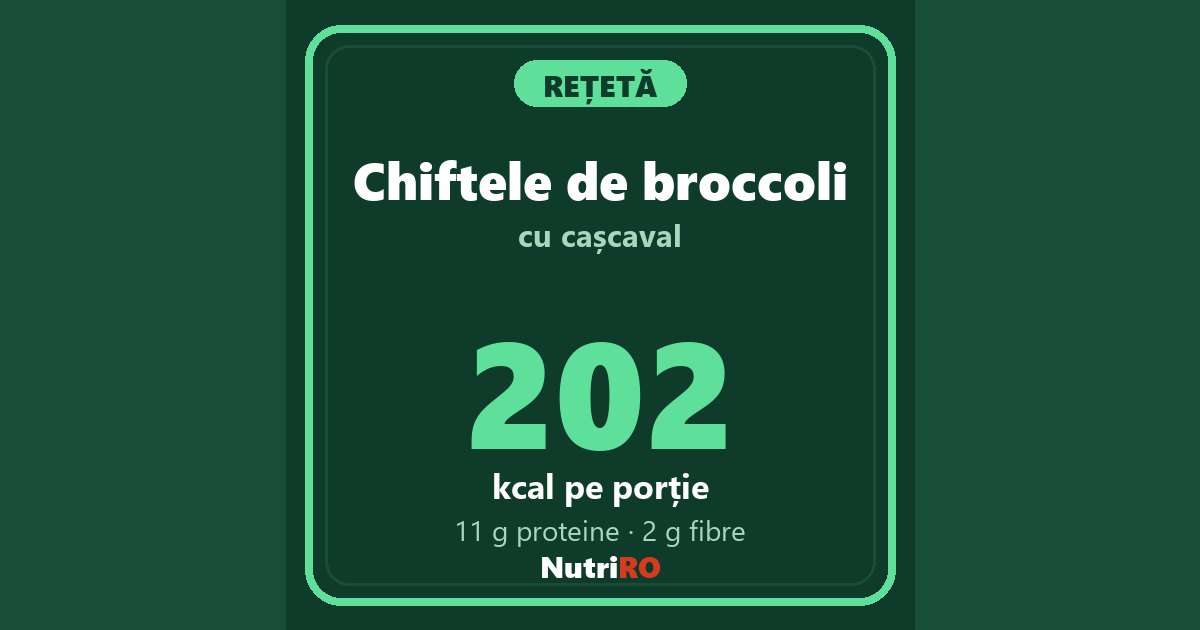 REȚETĂ
Chiftele de broccoli
cu cașcaval
202
kcal pe porție
11 g proteine · 2 g fibre
NutriRO